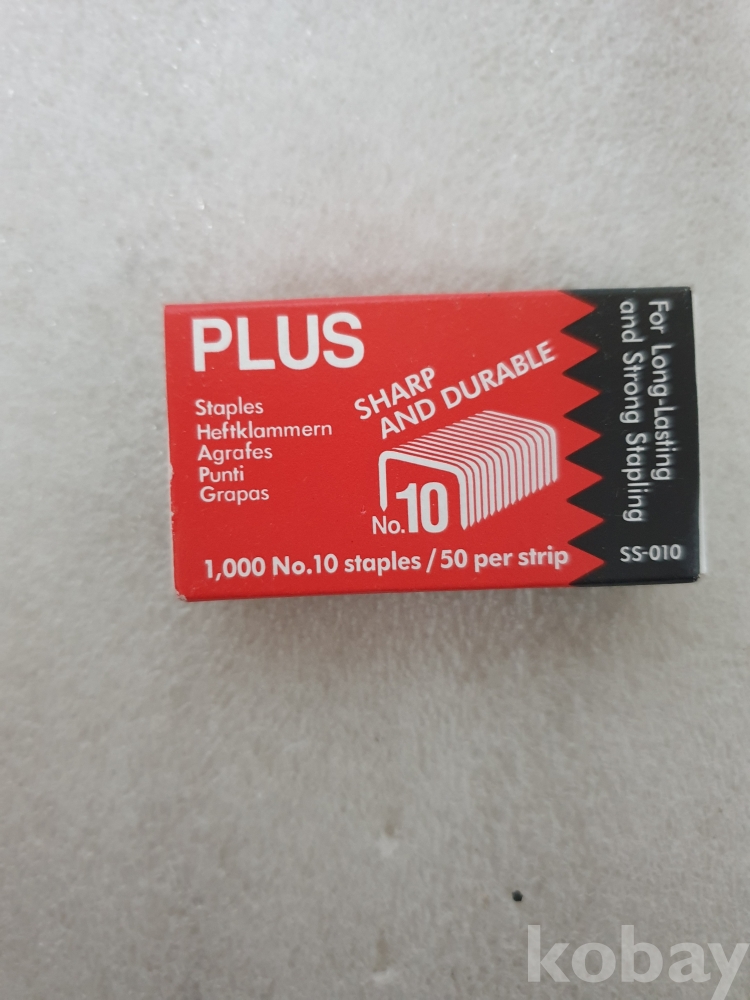 PLUS
Staples
Heftklammern
Agrafes
Punti
Grapas
SHARP
AND DURABLE
No.10
1,000 No.10 staples / 50 per strip
For Long-Lasting
and Strong Stapling
SS-010
kobay